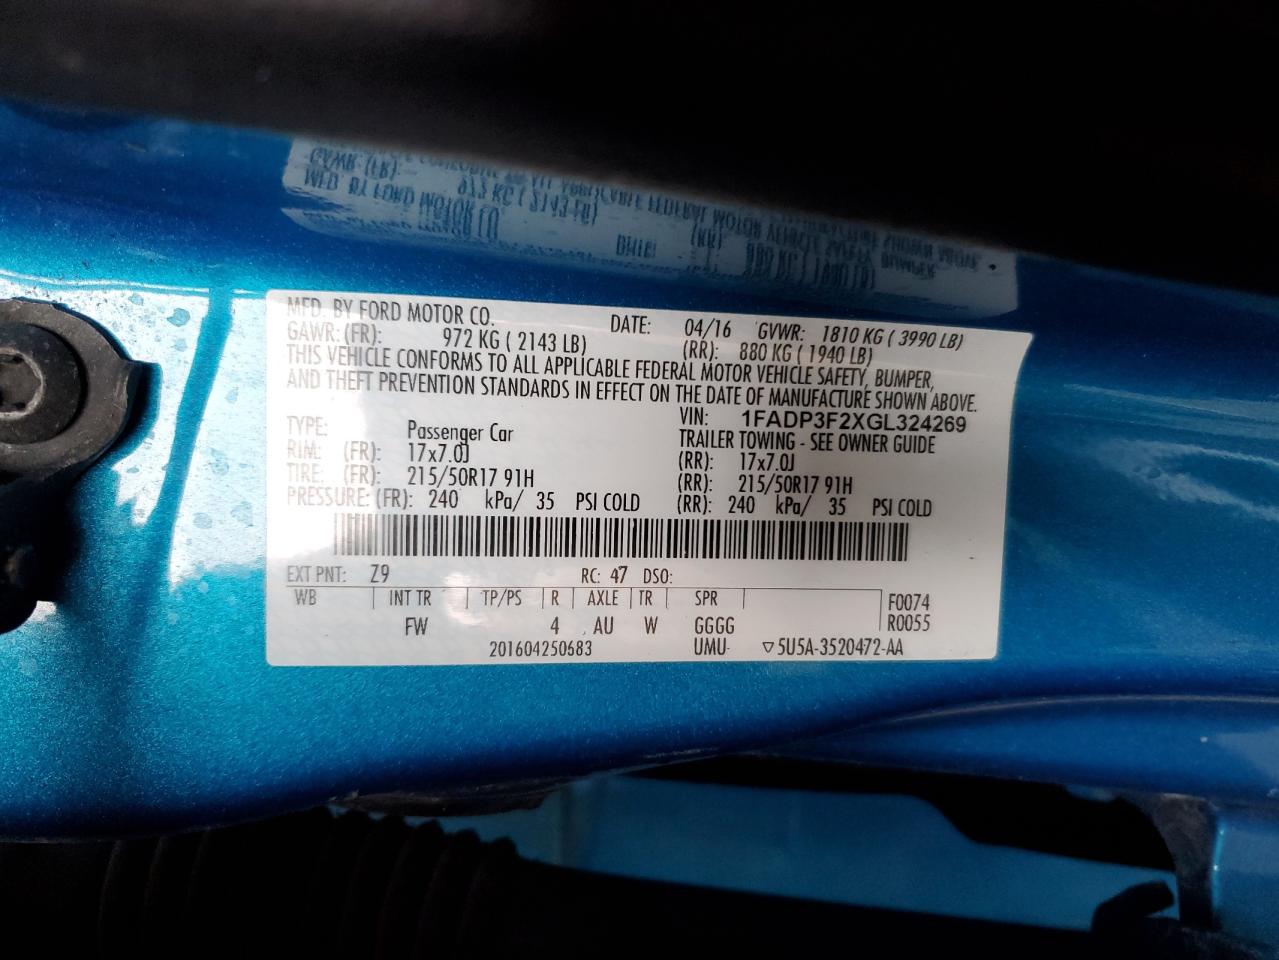 MFD. BY FORD MOTOR CO.
DATE: 04/16 GVWR: 1810 KG ( 3990 LB)
GAWR: (FR): 972 KG ( 2143 LB) (RR): 880 KG ( 1940 LB)
THIS VEHICLE CONFORMS TO ALL APPLICABLE FEDERAL MOTOR VEHICLE SAFETY, BUMPER,
AND THEFT PREVENTION STANDARDS IN EFFECT ON THE DATE OF MANUFACTURE SHOWN ABOVE.
VIN: 1FADP3F2XGL324269
TYPE: Passenger Car TRAILER TOWING - SEE OWNER GUIDE
RIM: (FR): 17x7.0J (RR): 17x7.0J
TIRE: (FR): 215/50R17 91H (RR): 215/50R17 91H
PRESSURE: (FR): 240 kPa/ 35 PSI COLD (RR): 240 kPa/ 35 PSI COLD
EXT PNT: Z9 RC: 47 DSO:
WB INT TR TP/PS R AXLE TR SPR F0074
FW 4 AU W GGGG R0055
201604250683 UMU ▽5U5A-3520472-AA